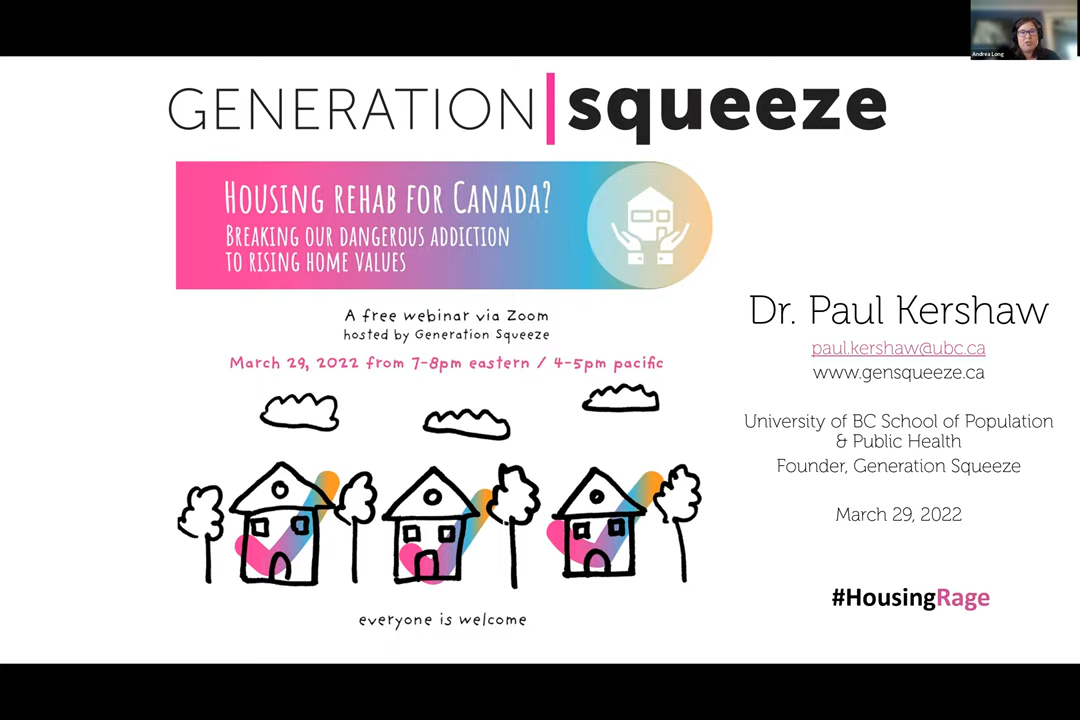 Andrea Long
GENERATION squeeze
HOUSING REHAB FOR CANADA?
BREAKING OUR DANGEROUS ADDICTION
TO RISING HOME VALUES
A free webinar via Zoom
hosted by Generation Squeeze
March 29, 2022 from 7-8pm eastern / 4-5pm pacific
everyone is welcome
Dr. Paul Kershaw
paul.kershaw@ubc.ca
www.gensqueeze.ca
University of BC School of Population
& Public Health
Founder, Generation Squeeze
March 29, 2022
#HousingRage